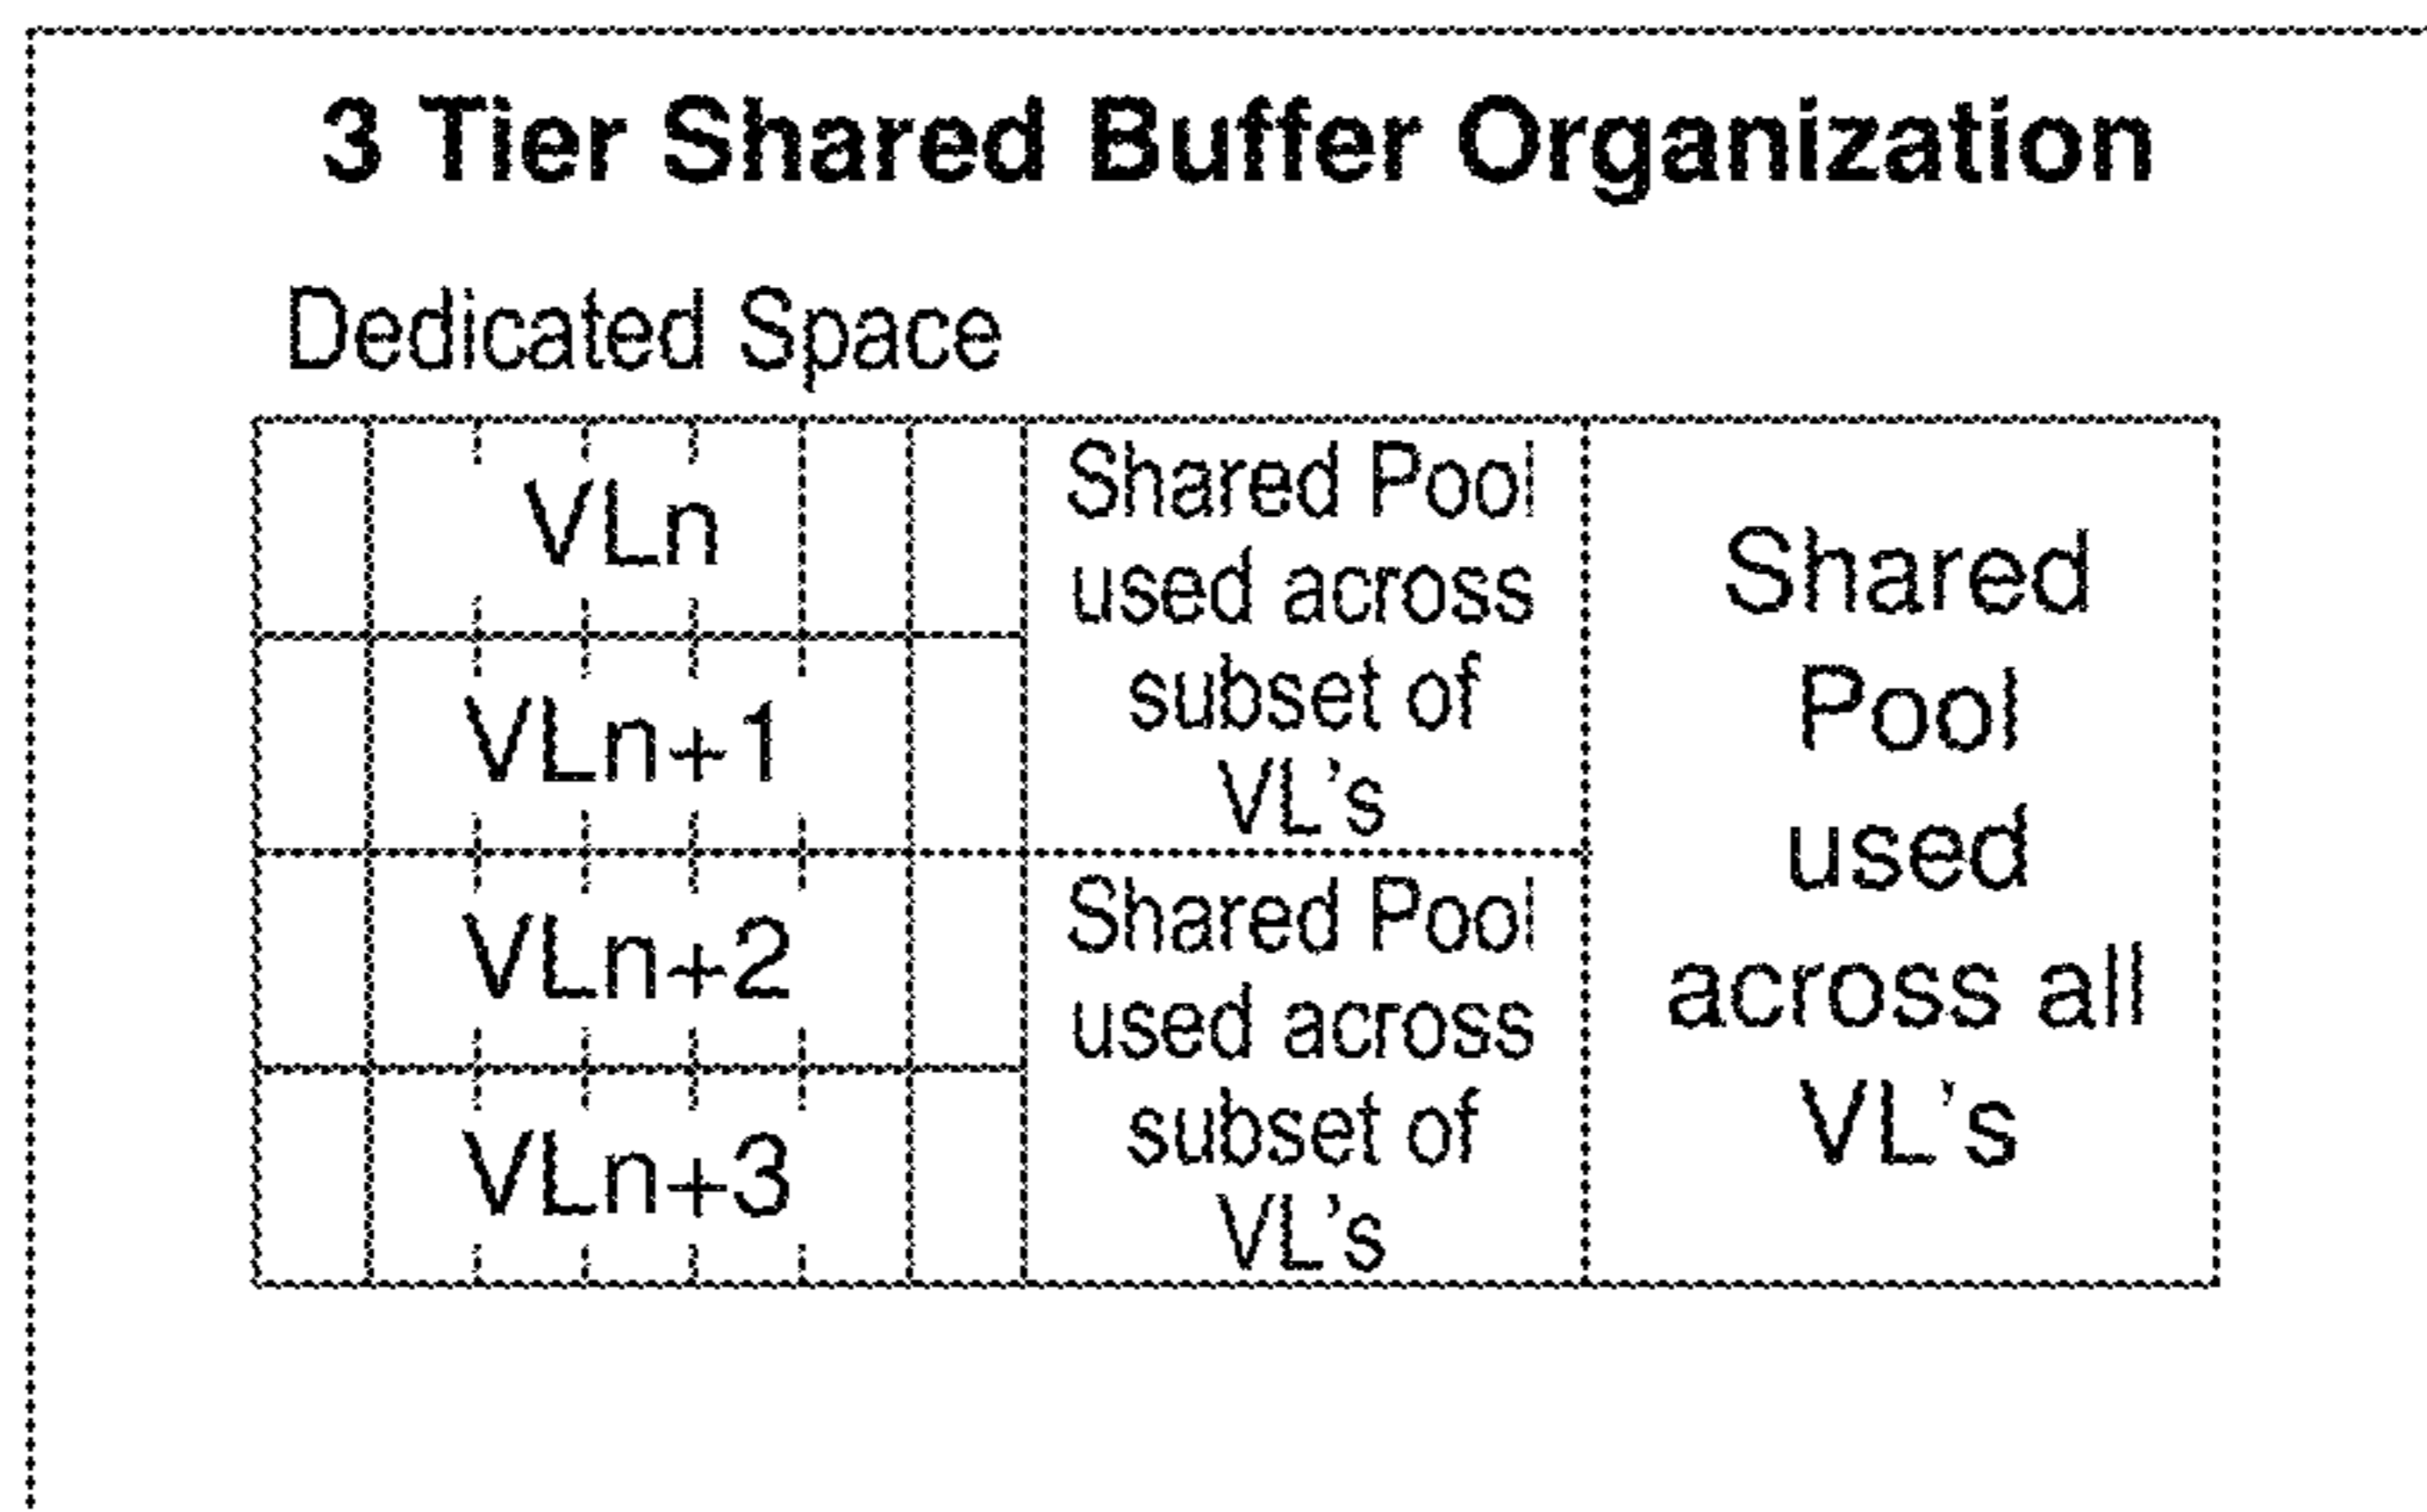 3 Tier Shared Buffer Organization
Dedicated Space
VLn
VLn+1
VLn+2
VLn+3
Shared Pool
used across
subset of
VL's
Shared Pool
used across
subset of
VL's
Shared
Pool
used
across all
VL's